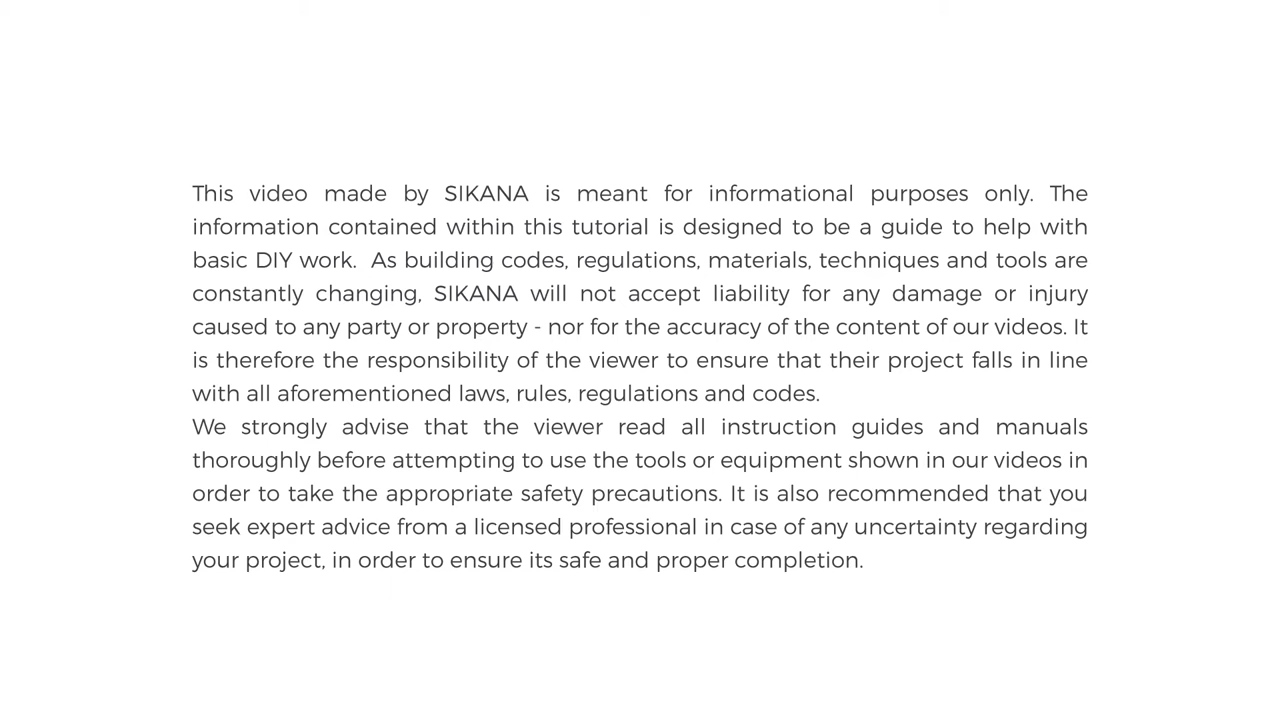 This video made by SIKANA is meant for informational purposes only. The
information contained within this tutorial is designed to be a guide to help with
basic DIY work.  As building codes, regulations, materials, techniques and tools are
constantly changing, SIKANA will not accept liability for any damage or injury
caused to any party or property - nor for the accuracy of the content of our videos. It
is therefore the responsibility of the viewer to ensure that their project falls in line
with all aforementioned laws, rules, regulations and codes.
We strongly advise that the viewer read all instruction guides and manuals
thoroughly before attempting to use the tools or equipment shown in our videos in
order to take the appropriate safety precautions. It is also recommended that you
seek expert advice from a licensed professional in case of any uncertainty regarding
your project, in order to ensure its safe and proper completion.